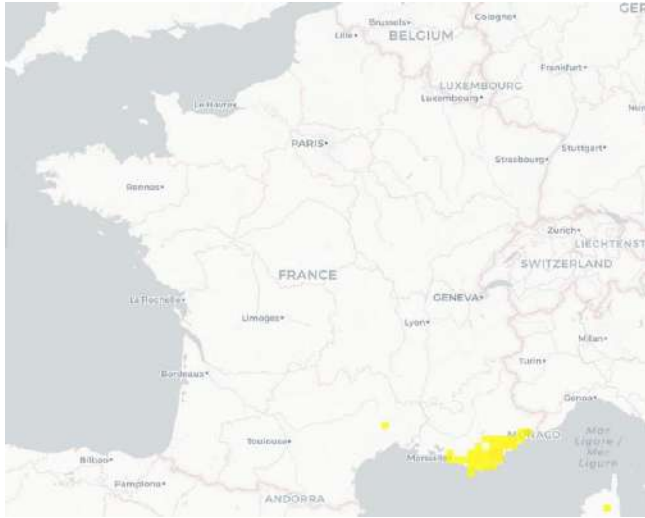 GER
Brussels
Cologne
Lille
BELGIUM
Frankfurt
LUXEMBOURG
Luxembourg
Le Havre
PARIS
Strasbourg
Stuttgart
Rennes
Zürich
LIECHTENST
SWITZERLAND
FRANCE
GENEVA
La Rochelle
Limoges
Lyon
Milan
Turin
Bordeaux
Genoa
Toulouse
MONACO
Mar
Ligure /
Mer
Ligure
Marseille
Bilbao
Pamplona
ANDORRA